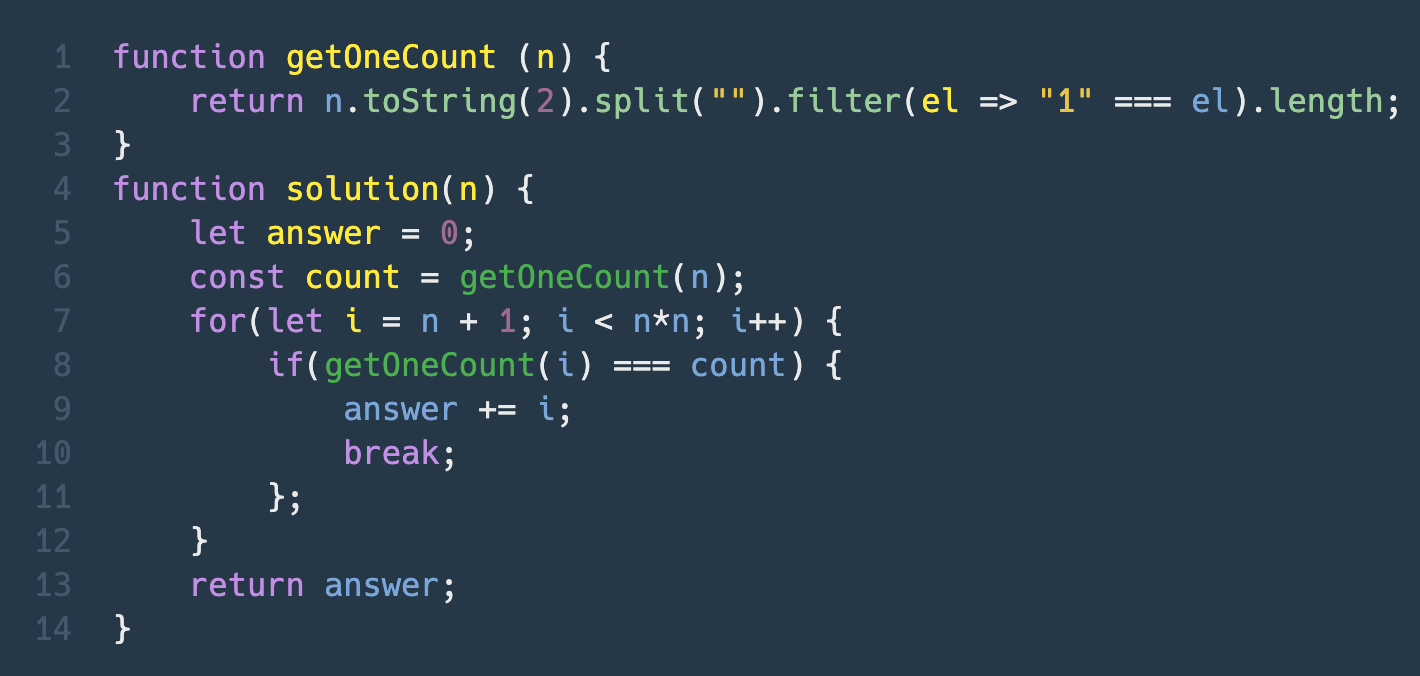 1 function getOneCount (n) {
2     return n.toString(2).split("").filter(el => "1" === el).length;
3 }
4 function solution(n) {
5     let answer = 0;
6     const count = getOneCount(n);
7     for(let i = n + 1; i < n*n; i++) {
8         if(getOneCount(i) === count) {
9             answer += i;
10             break;
11         };
12     }
13     return answer;
14 }